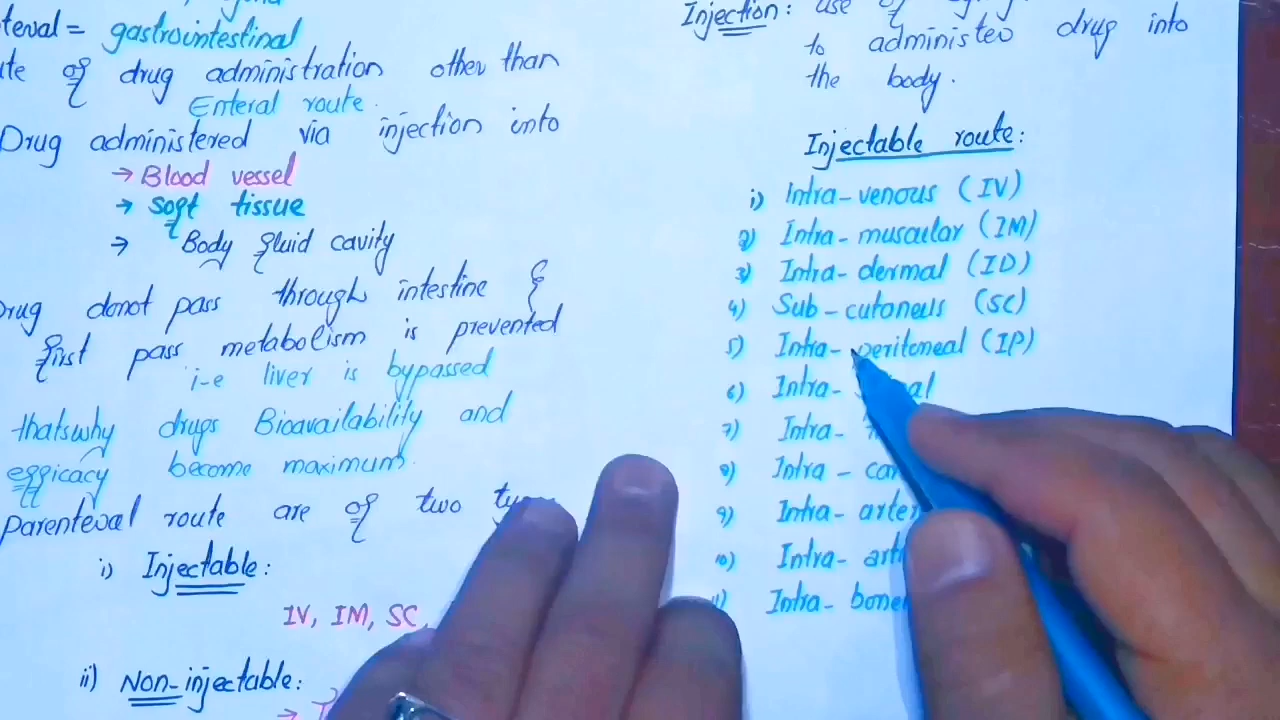 = gastrointestinal
of drug administration other than
Enteral route.
Drug administered via injection into
→ Blood vessel
→ Soft tissue
→ Body fluid cavity
donot pass through intestine &
first pass metabolism is prevented
i-e liver is bypassed
thatswhy drugs Bioavailability and
efficacy become maximum.
parenteral route are of two
i) Injectable:
IV, IM, SC,
ii) Non-injectable:
→
Injection: use of
to administer drug into
the body.
Injectable route:
i) Intra-venous (IV)
2) Intra-muscular (IM)
3) Intra-dermal (ID)
4) Sub-cutaneus (SC)
5) Intra-peritoneal (IP)
6) Intra-
7) Intra-
8) Intra-
9) Intra-
10) Intra-
11) Intra-bone